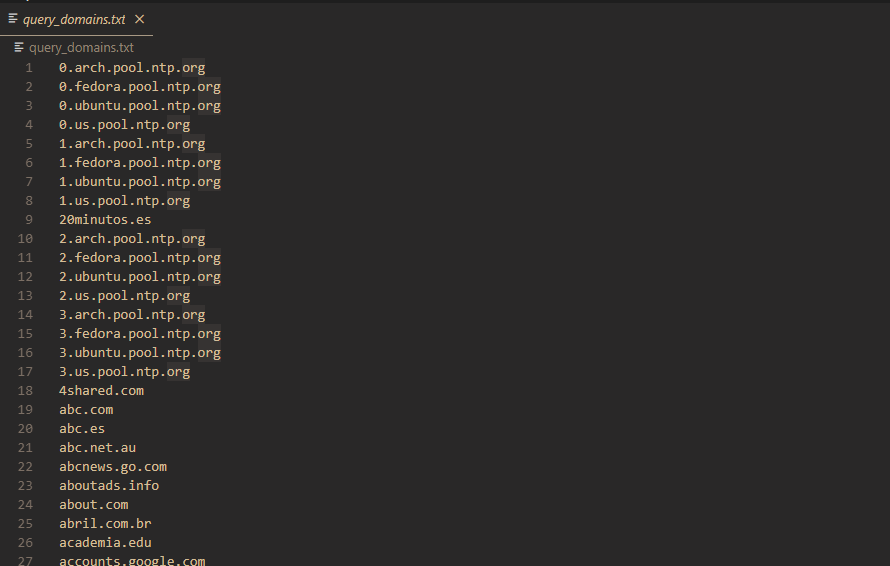 query_domains.txt ×
query_domains.txt
1 0.arch.pool.ntp.org
2 0.fedora.pool.ntp.org
3 0.ubuntu.pool.ntp.org
4 0.us.pool.ntp.org
5 1.arch.pool.ntp.org
6 1.fedora.pool.ntp.org
7 1.ubuntu.pool.ntp.org
8 1.us.pool.ntp.org
9 20minutos.es
10 2.arch.pool.ntp.org
11 2.fedora.pool.ntp.org
12 2.ubuntu.pool.ntp.org
13 2.us.pool.ntp.org
14 3.arch.pool.ntp.org
15 3.fedora.pool.ntp.org
16 3.ubuntu.pool.ntp.org
17 3.us.pool.ntp.org
18 4shared.com
19 abc.com
20 abc.es
21 abc.net.au
22 abcnews.go.com
23 aboutads.info
24 about.com
25 abril.com.br
26 academia.edu
27 accounts.google.com